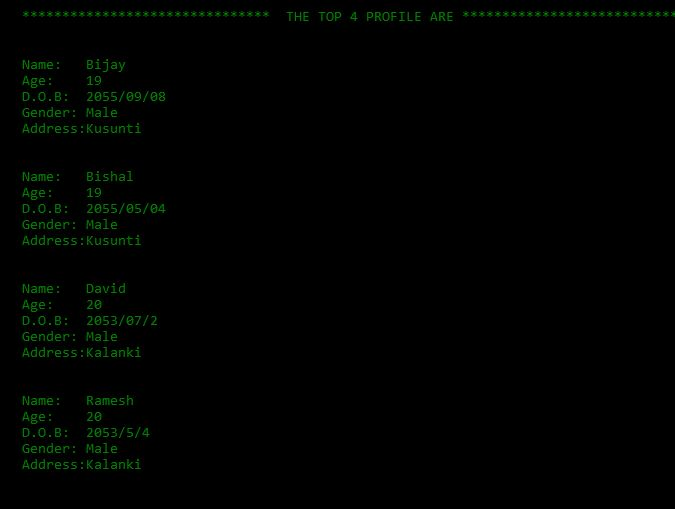 ******************************* THE TOP 4 PROFILE ARE ***************************
Name: Bijay
Age: 19
D.O.B: 2055/09/08
Gender: Male
Address:Kusunti
Name: Bishal
Age: 19
D.O.B: 2055/05/04
Gender: Male
Address:Kusunti
Name: David
Age: 20
D.O.B: 2053/07/2
Gender: Male
Address:Kalanki
Name: Ramesh
Age: 20
D.O.B: 2053/5/4
Gender: Male
Address:Kalanki